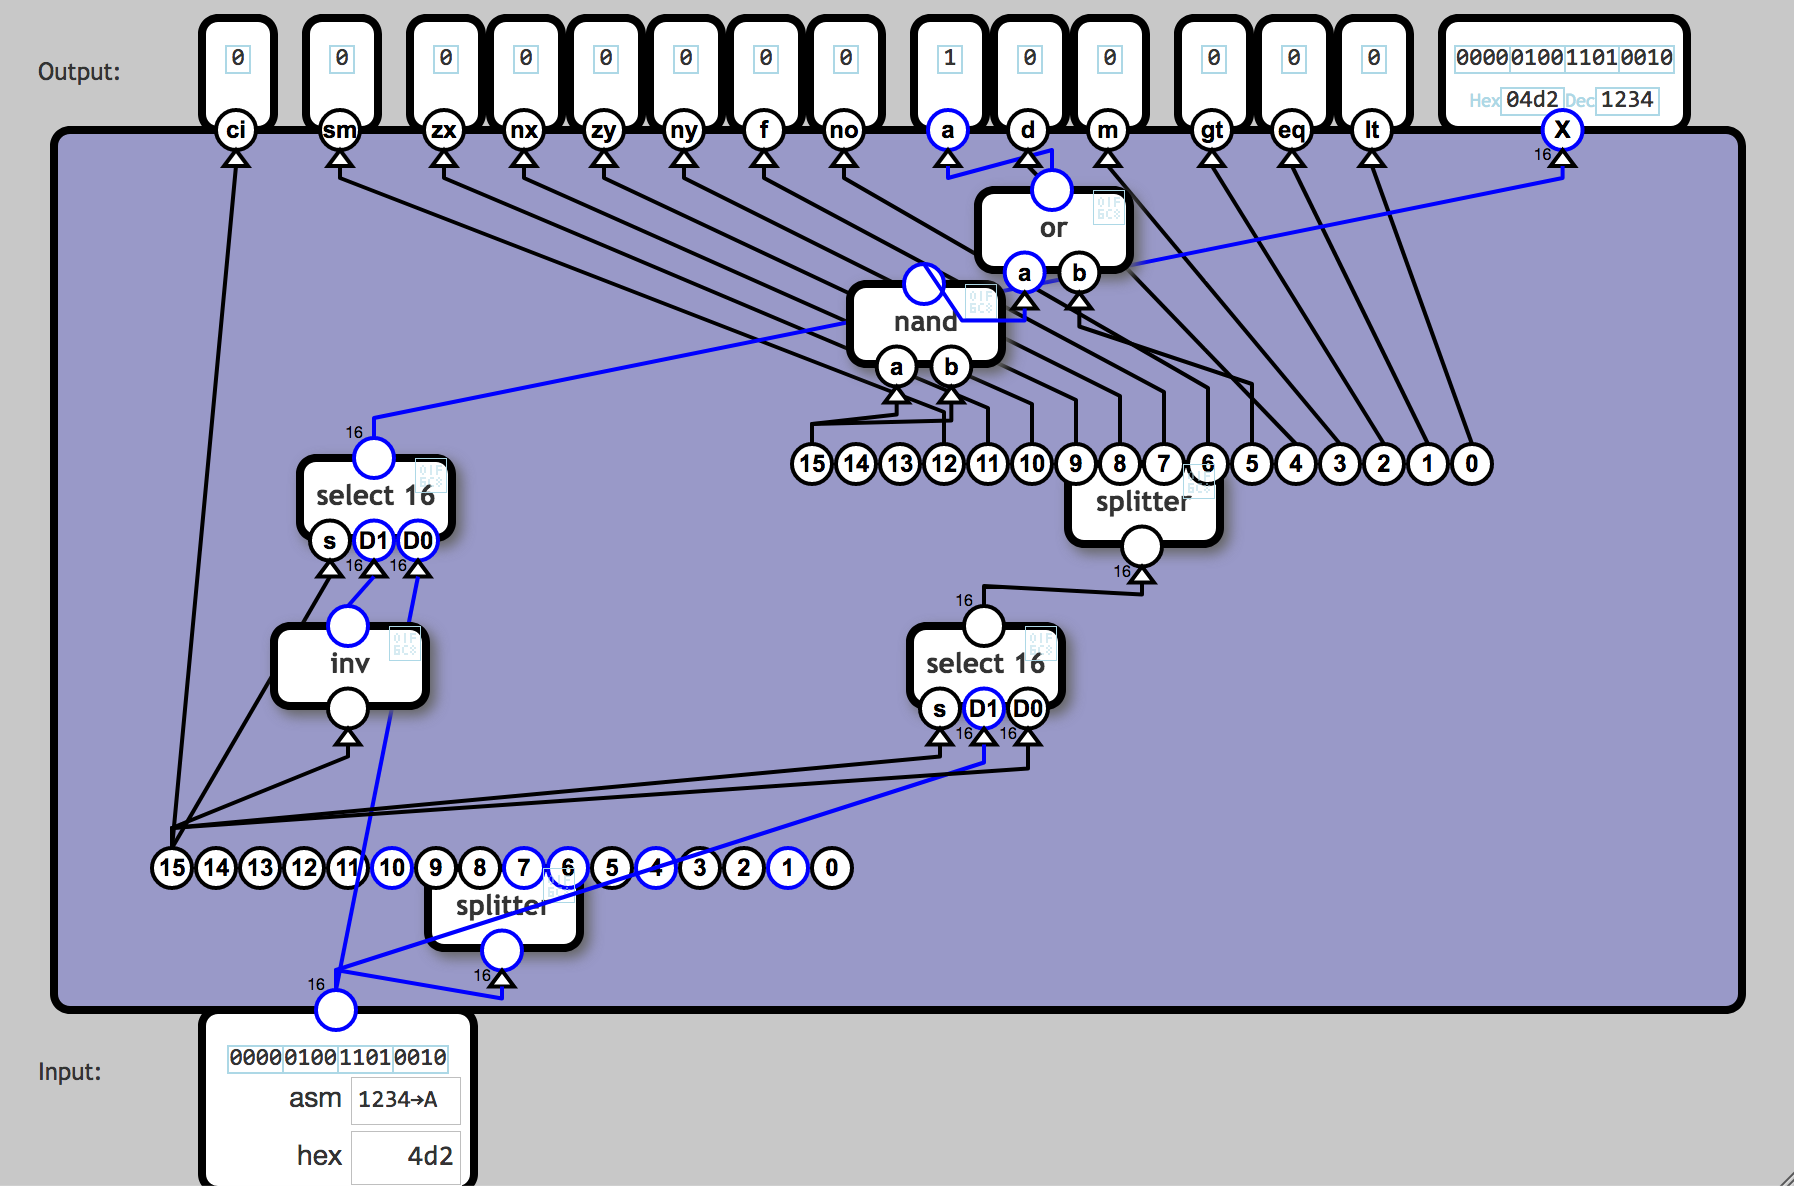 Output:
0 0 0 0 0 0 0 0 1 0 0 0 0 0 0000010011010010
Hex 04d2 Dec 1234
ci sm zx nx zy ny f no a d m gt eq lt X
16
or
a b
nand
a b
16
15 14 13 12 11 10 9 8 7 6 5 4 3 2 1 0
select 16
splitter
s D1 D0
16 16
16
16
inv
select 16
s D1 D0
16 16
15 14 13 12 11 10 9 8 7 6 5 4 3 2 1 0
splitter
16
16
Input:
0000010011010010
asm 1234→A
hex 4d2